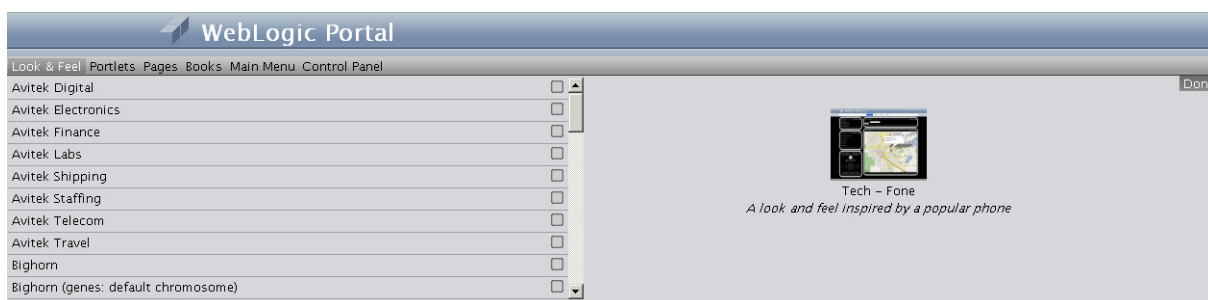 WebLogic Portal
Look & Feel Portlets Pages Books Main Menu Control Panel
Avitek Digital
Avitek Electronics
Avitek Finance
Avitek Labs
Avitek Shipping
Avitek Staffing
Avitek Telecom
Avitek Travel
Bighorn
Bighorn (genes: default chromosome)
Don
Tech – Fone
A look and feel inspired by a popular phone